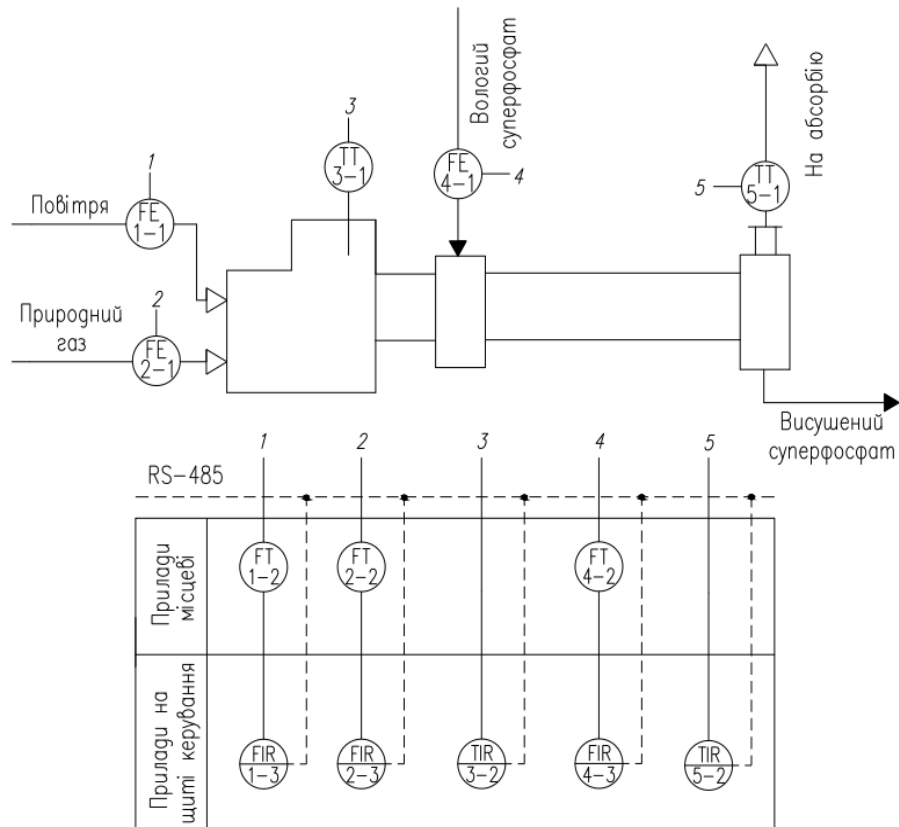 3
1
TT
3-1
Вологий
суперфосфат
FE
4-1
4
На абсорбію
5
TT
5-1
Повітря
FE
1-1
2
Природний
газ
FE
2-1
Висушений
суперфосфат
1
2
3
4
5
RS-485
Прилади
місцеві
FT
1-2
FT
2-2
FT
4-2
Прилади на
щиті керування
FIR
1-3
FIR
2-3
TIR
3-2
FIR
4-3
TIR
5-2